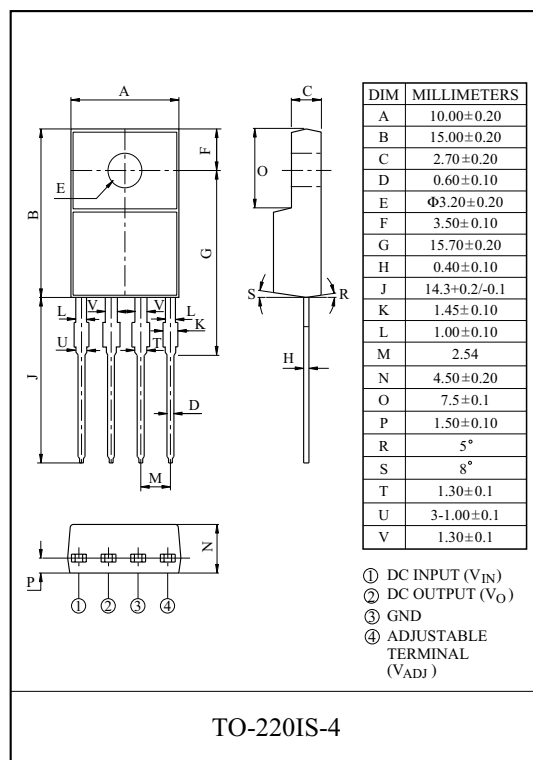 A
C
F
O
E
B
G
S
R
L
V
V
L
K
U
T
H
J
D
M
N
P
① ② ③ ④
DIM MILLIMETERS
A 10.00±0.20
B 15.00±0.20
C 2.70±0.20
D 0.60±0.10
E Φ3.20±0.20
F 3.50±0.10
G 15.70±0.20
H 0.40±0.10
J 14.3+0.2/-0.1
K 1.45±0.10
L 1.00±0.10
M 2.54
N 4.50±0.20
O 7.5±0.1
P 1.50±0.10
R 5°
S 8°
T 1.30±0.1
U 3-1.00±0.1
V 1.30±0.1
① DC INPUT (VIN)
② DC OUTPUT (VO)
③ GND
④ ADJUSTABLE
TERMINAL
(VADJ )
TO-220IS-4